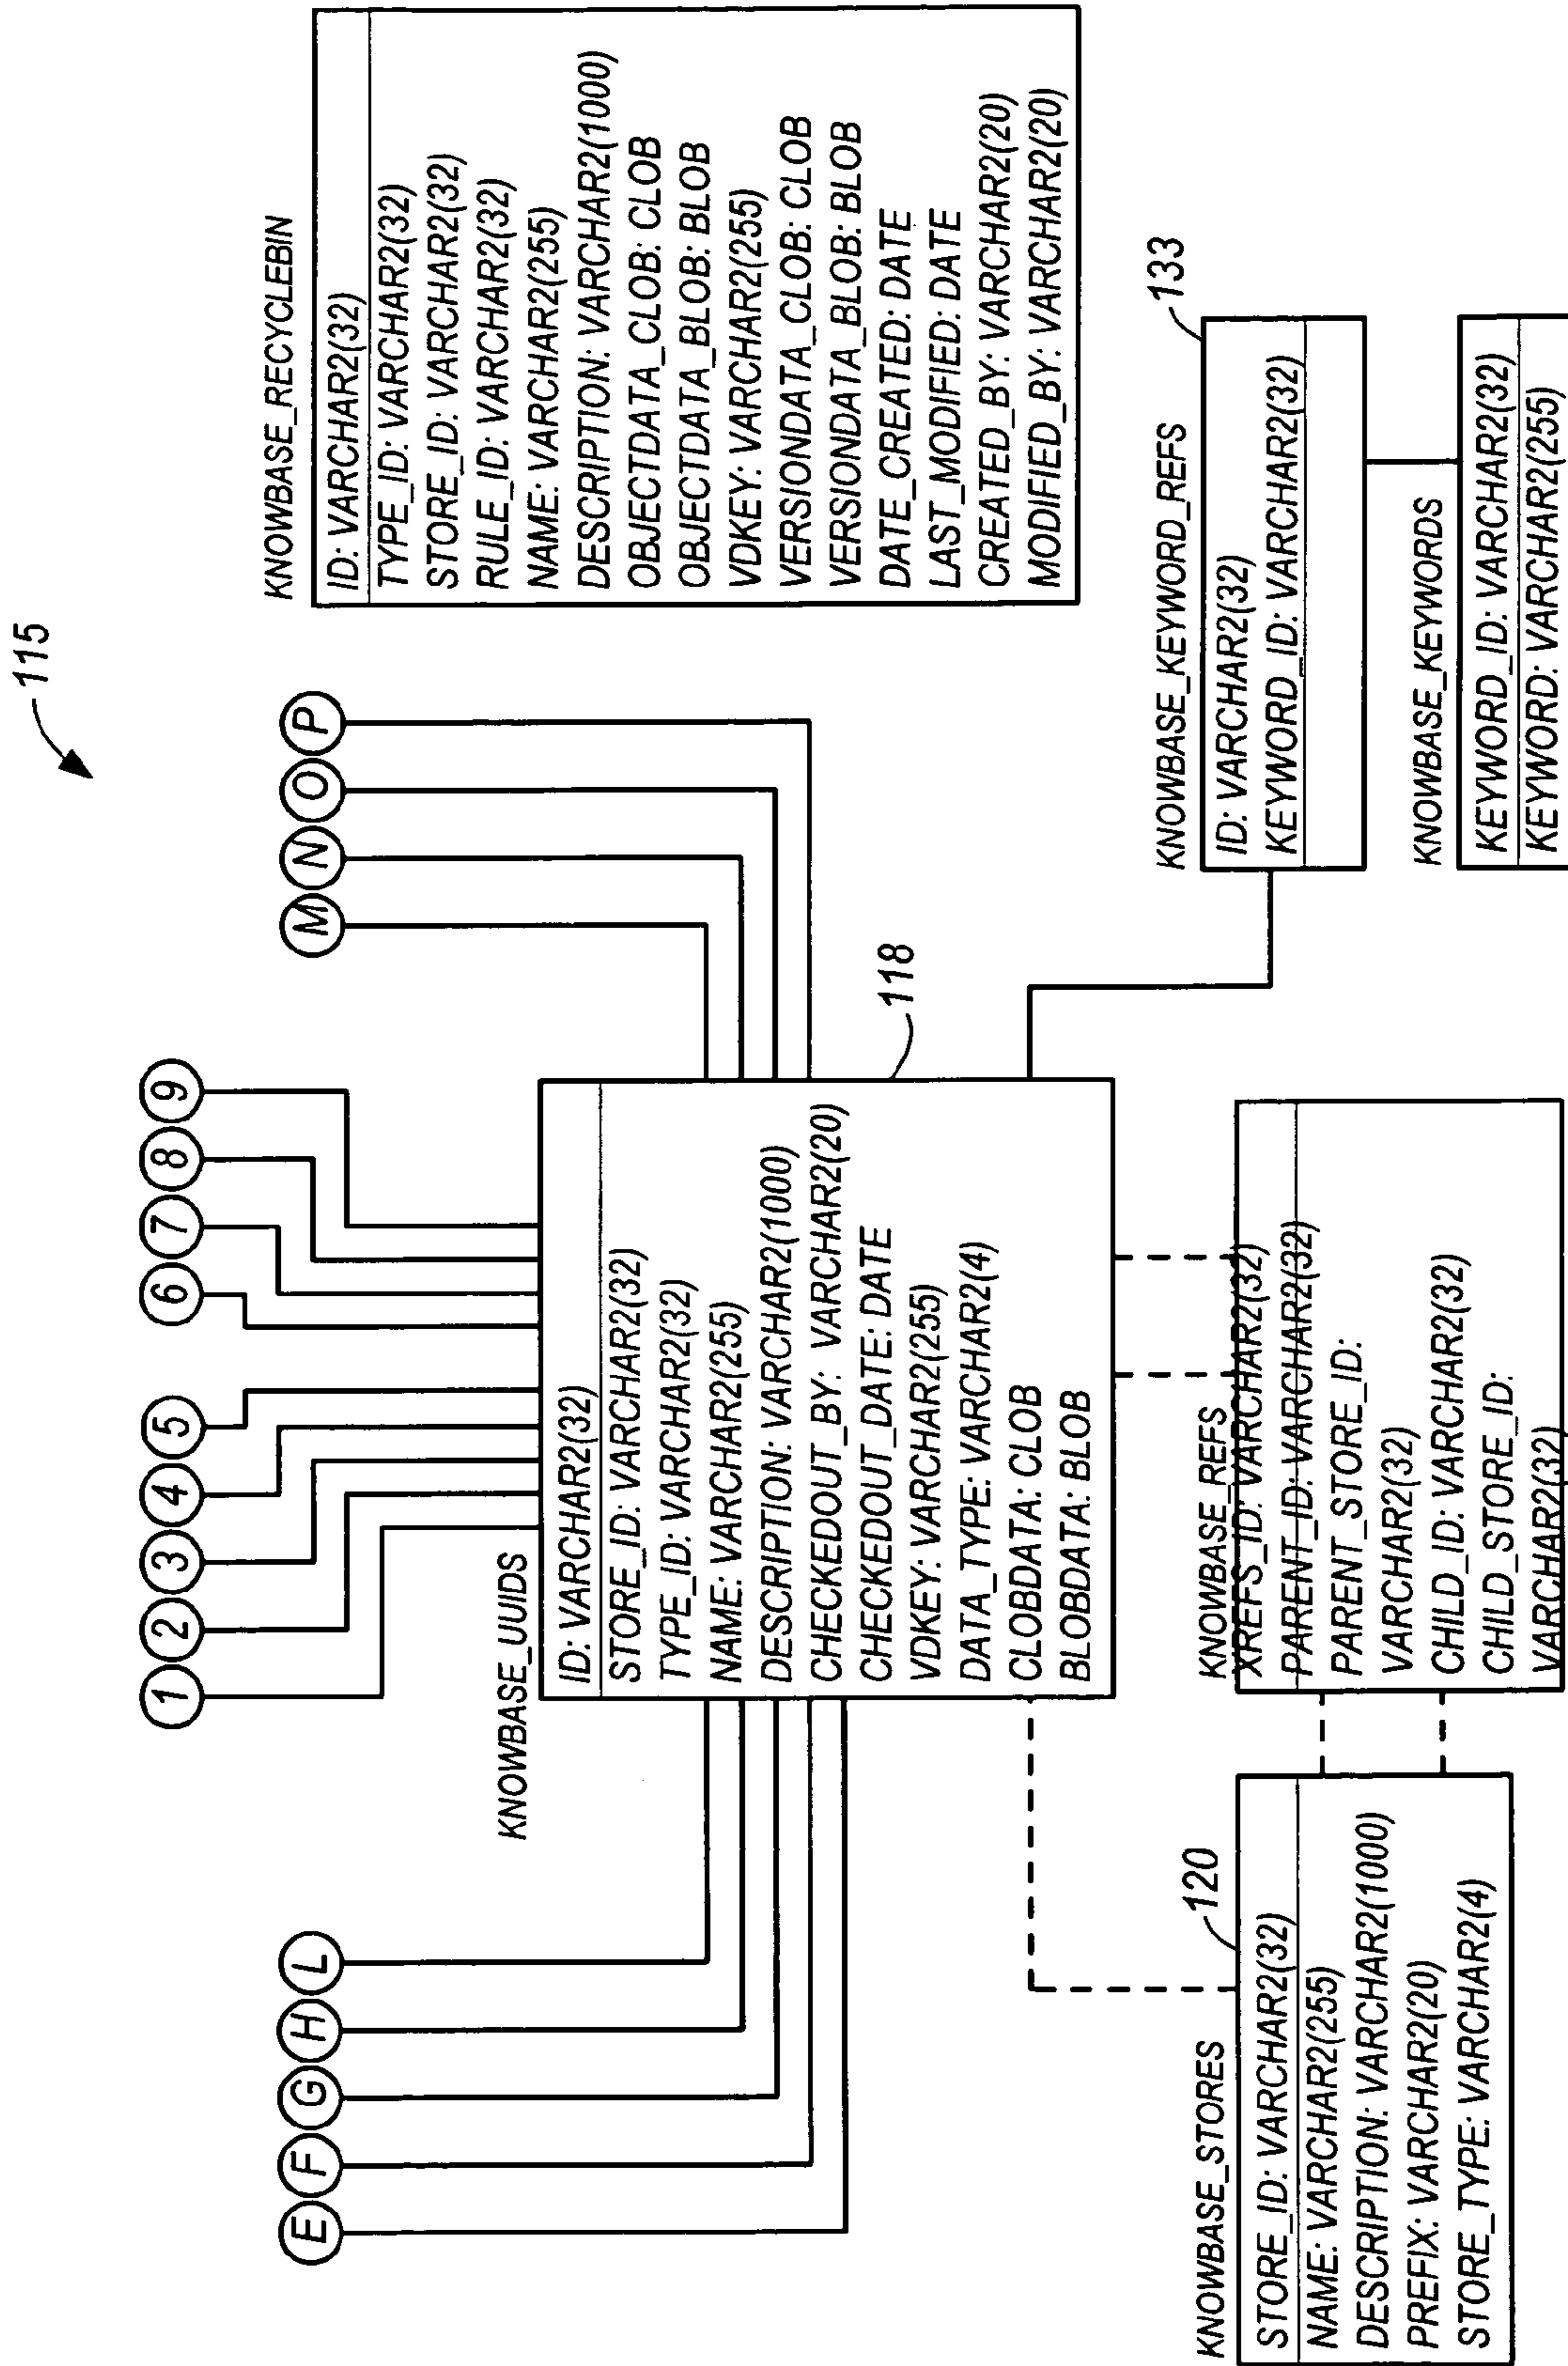 115
1 2 3 4 5 6 7 8 9
E F G H L
M N O P
KNOWBASE_UUIDS
ID: VARCHAR2(32)
STORE_ID: VARCHAR2(32)
TYPE_ID: VARCHAR2(32)
NAME: VARCHAR2(255)
DESCRIPTION: VARCHAR2(1000)
CHECKEDOUT_BY: VARCHAR2(20)
CHECKEDOUT_DATE: DATE
VDKEY: VARCHAR2(255)
DATA_TYPE: VARCHAR2(4)
CLOBDATA: CLOB
BLOBDATA: BLOB
118
KNOWBASE_RECYCLEBIN
ID: VARCHAR2(32)
TYPE_ID: VARCHAR2(32)
STORE_ID: VARCHAR2(32)
RULE_ID: VARCHAR2(32)
NAME: VARCHAR2(255)
DESCRIPTION: VARCHAR2(1000)
OBJECTDATA_CLOB: CLOB
OBJECTDATA_BLOB: BLOB
VDKEY: VARCHAR2(255)
VERSIONDATA_CLOB: CLOB
VERSIONDATA_BLOB: BLOB
DATE_CREATED: DATE
LAST_MODIFIED: DATE
CREATED_BY: VARCHAR2(20)
MODIFIED_BY: VARCHAR2(20)
KNOWBASE_STORES
120
STORE_ID: VARCHAR2(32)
NAME: VARCHAR2(255)
DESCRIPTION: VARCHAR2(1000)
PREFIX: VARCHAR2(20)
STORE_TYPE: VARCHAR2(4)
KNOWBASE_REFS
XREFS_ID: VARCHAR2(32)
PARENT_ID: VARCHAR2(32)
PARENT_STORE_ID:
VARCHAR2(32)
CHILD_ID: VARCHAR2(32)
CHILD_STORE_ID:
VARCHAR2(32)
KNOWBASE_KEYWORD_REFS
133
ID: VARCHAR2(32)
KEYWORD_ID: VARCHAR2(32)
KNOWBASE_KEYWORDS
KEYWORD_ID: VARCHAR2(32)
KEYWORD: VARCHAR2(255)